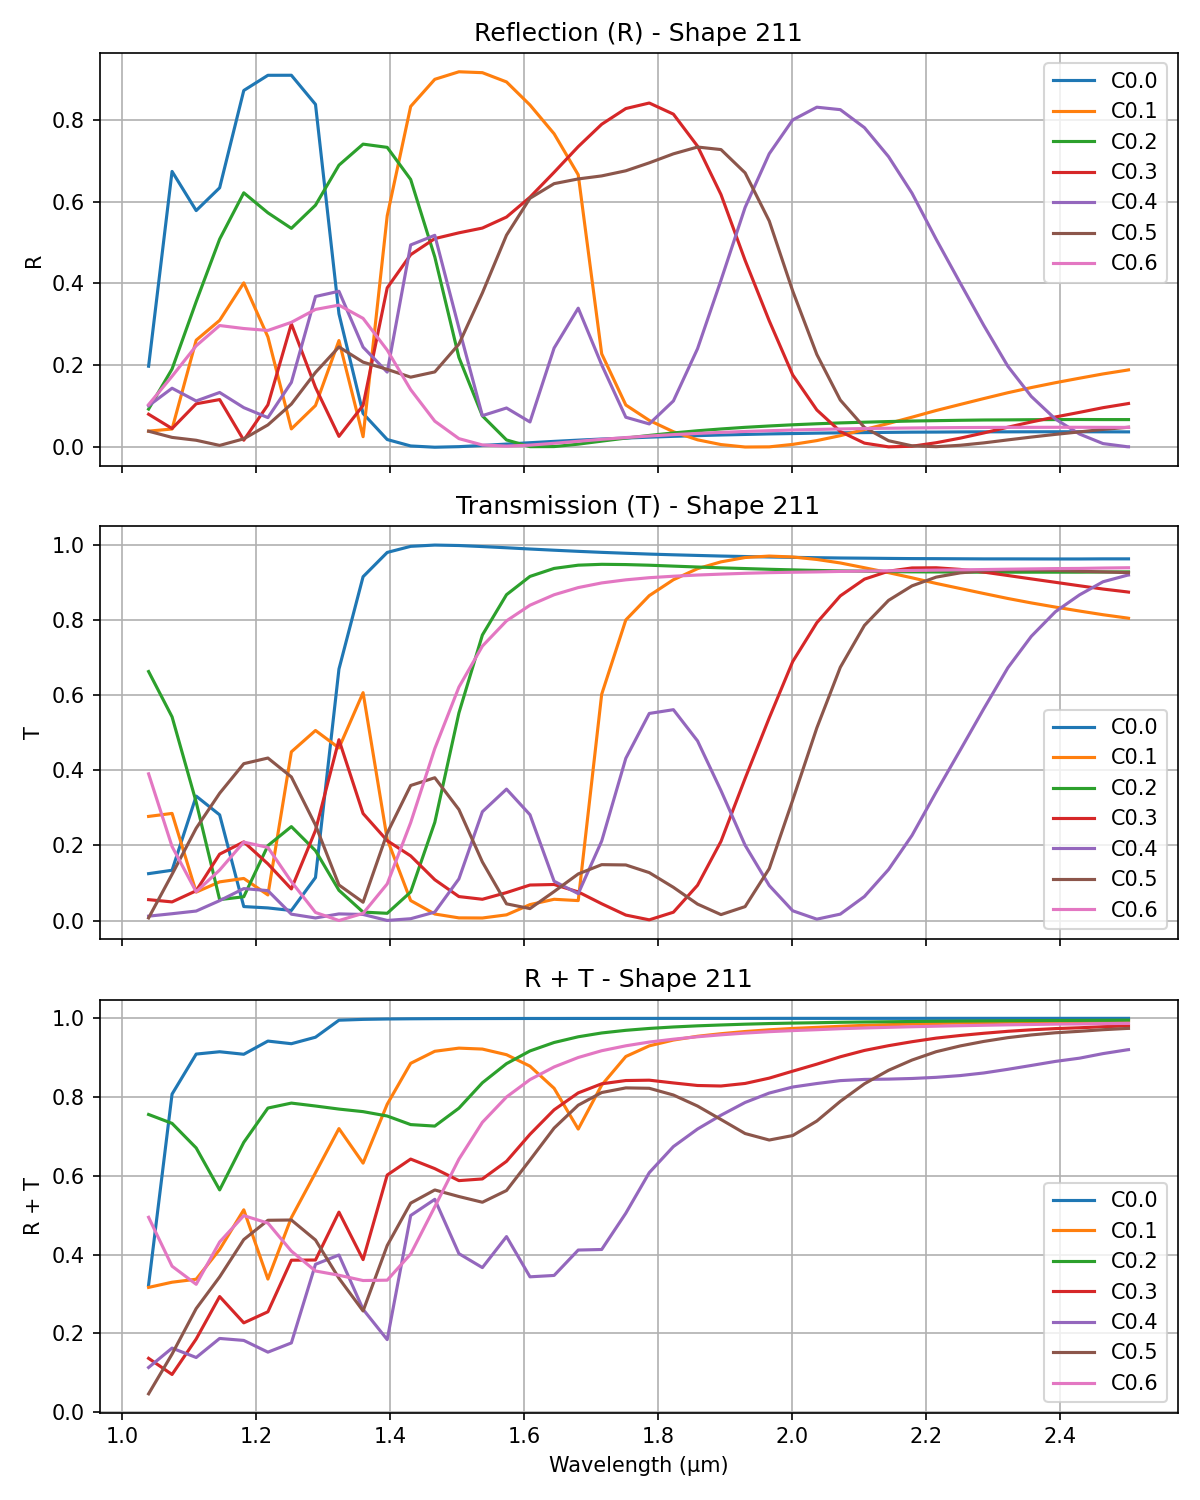 Reflection (R) - Shape 211
0.8
0.6
0.4
0.2
0.0
R
C0.0
C0.1
C0.2
C0.3
C0.4
C0.5
C0.6
Transmission (T) - Shape 211
1.0
0.8
0.6
0.4
0.2
0.0
T
C0.0
C0.1
C0.2
C0.3
C0.4
C0.5
C0.6
R + T - Shape 211
1.0
0.8
0.6
0.4
0.2
0.0
R + T
C0.0
C0.1
C0.2
C0.3
C0.4
C0.5
C0.6
1.0 1.2 1.4 1.6 1.8 2.0 2.2 2.4
Wavelength (μm)